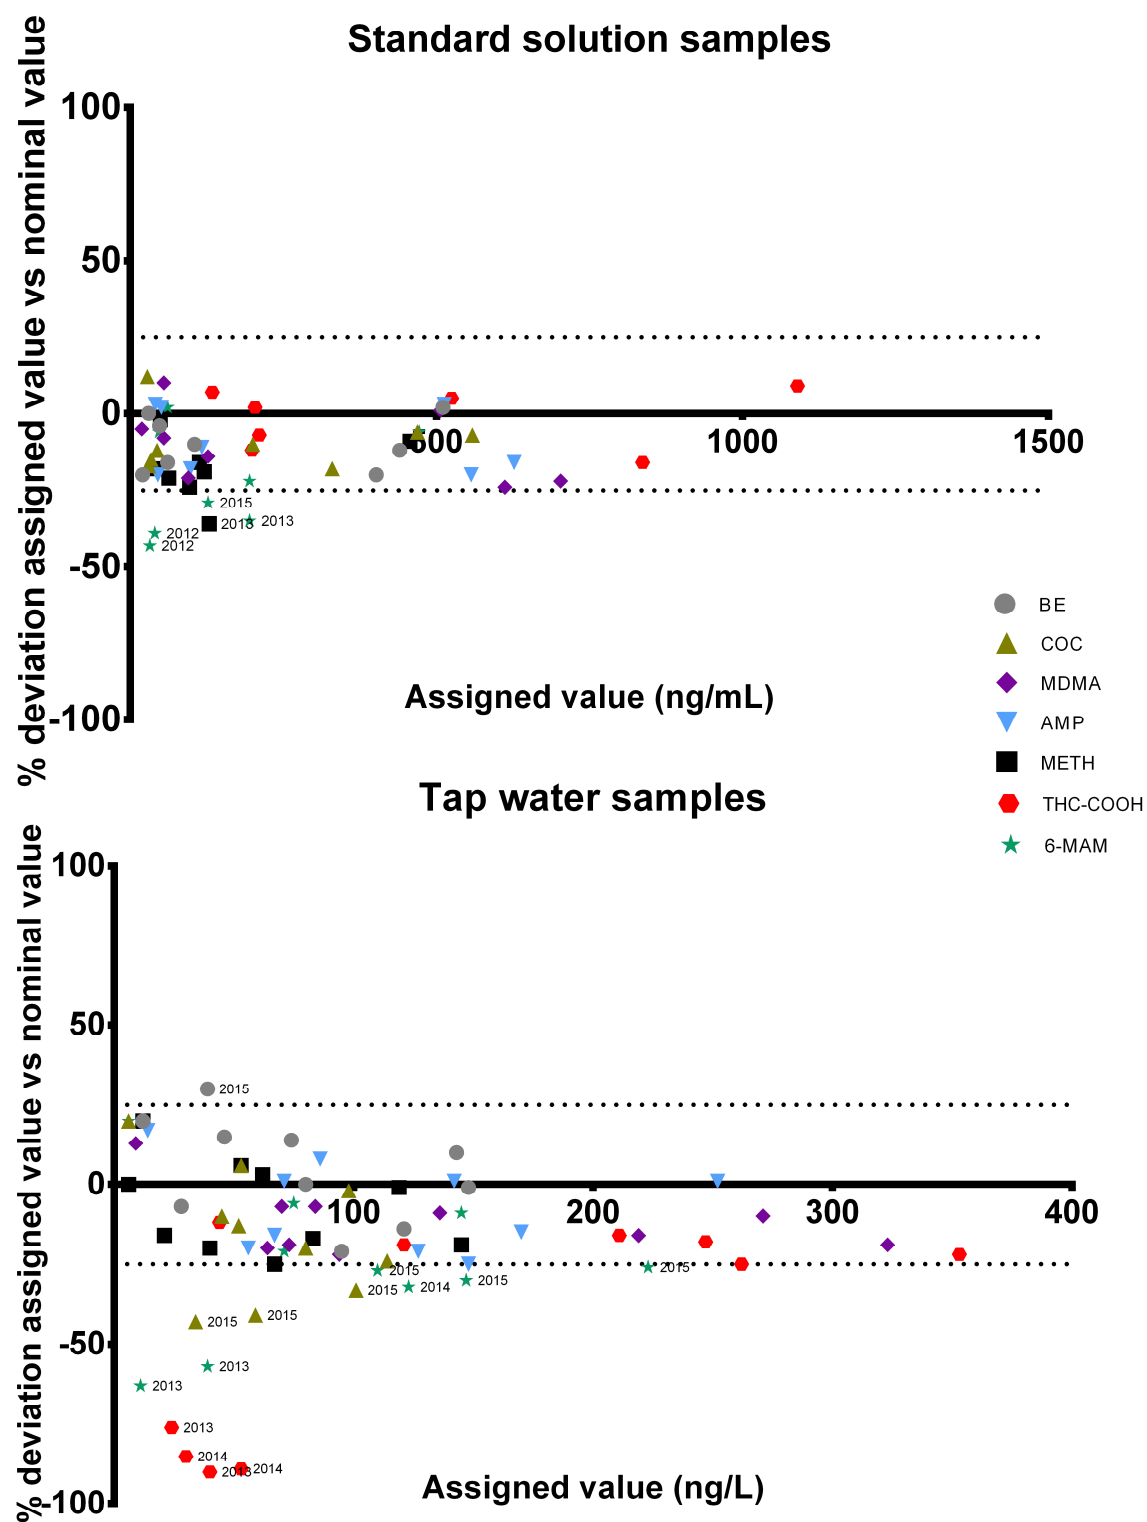 Standard solution samples
% deviation assigned value vs nominal value
100
50
0
-50
-100
500
1000
1500
2015
2013
2013
2012
2012
Assigned value (ng/mL)
BE
COC
MDMA
AMP
METH
THC-COOH
6-MAM
Tap water samples
% deviation assigned value vs nominal value
100
50
0
-50
-100
100
200
300
400
2015
2015
2015
2014
2015
2015
2015
2015
2013
2013
2013
2014
2013
2014
Assigned value (ng/L)